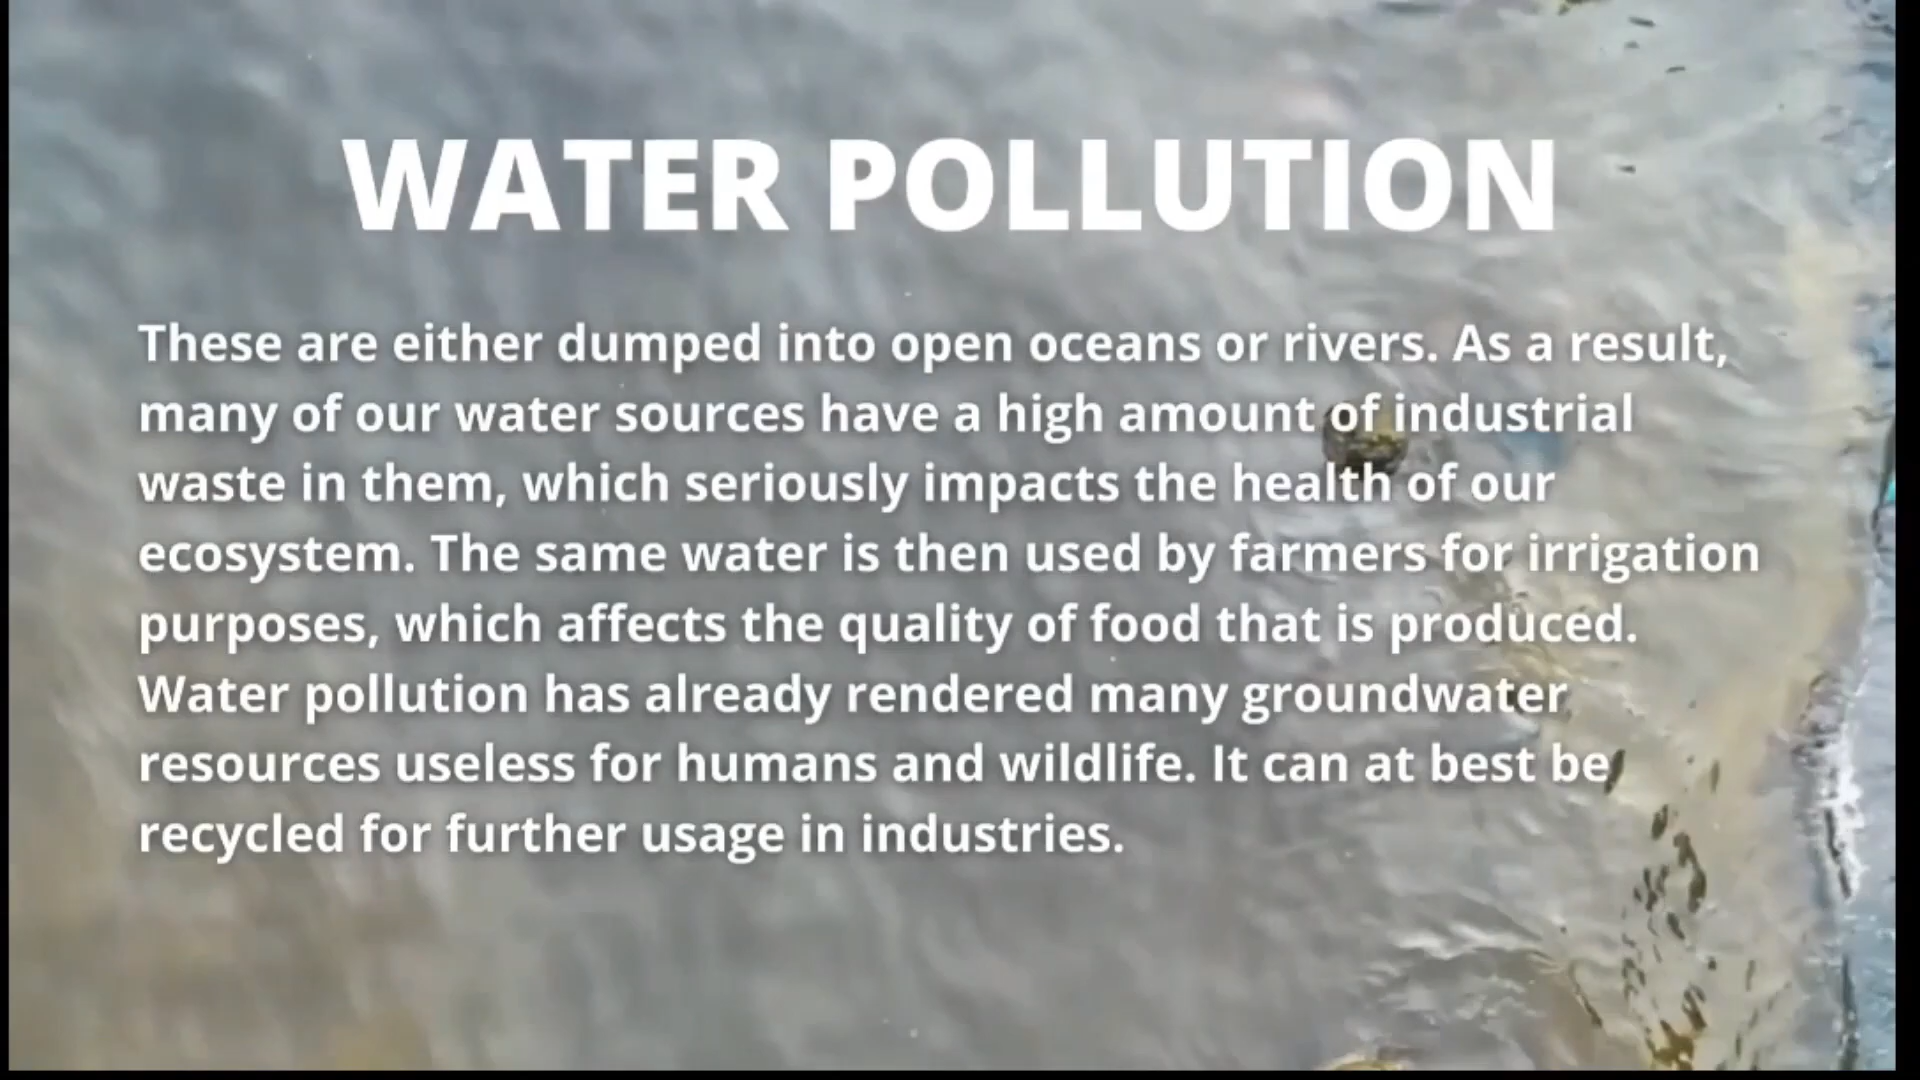 WATER POLLUTION
These are either dumped into open oceans or rivers. As a result,
many of our water sources have a high amount of industrial
waste in them, which seriously impacts the health of our
ecosystem. The same water is then used by farmers for irrigation
purposes, which affects the quality of food that is produced.
Water pollution has already rendered many groundwater
resources useless for humans and wildlife. It can at best be
recycled for further usage in industries.